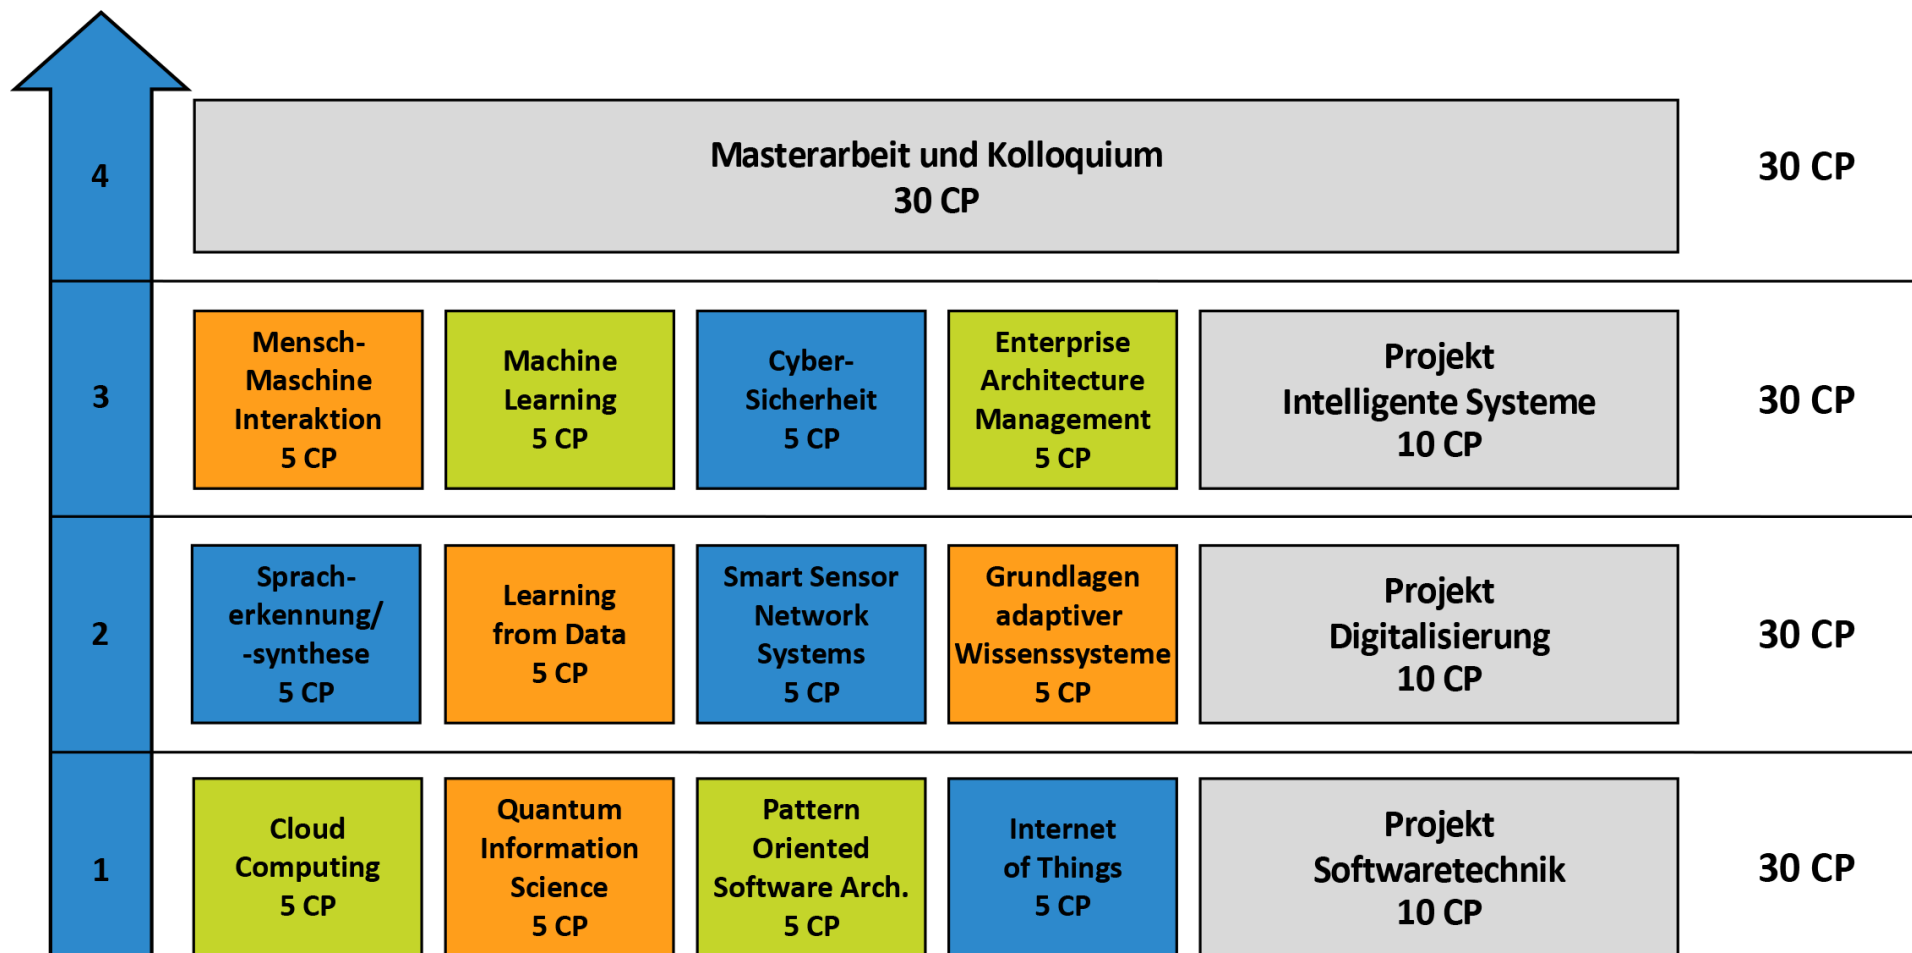 4
Masterarbeit und Kolloquium
30 CP
30 CP
3
Mensch-
Maschine
Interaktion
5 CP
Machine
Learning
5 CP
Cyber-
Sicherheit
5 CP
Enterprise
Architecture
Management
5 CP
Projekt
Intelligente Systeme
10 CP
30 CP
2
Sprach-
erkennung/
-synthese
5 CP
Learning
from Data
5 CP
Smart Sensor
Network
Systems
5 CP
Grundlagen
adaptiver
Wissenssysteme
5 CP
Projekt
Digitalisierung
10 CP
30 CP
1
Cloud
Computing
5 CP
Quantum
Information
Science
5 CP
Pattern
Oriented
Software Arch.
5 CP
Internet
of Things
5 CP
Projekt
Softwaretechnik
10 CP
30 CP